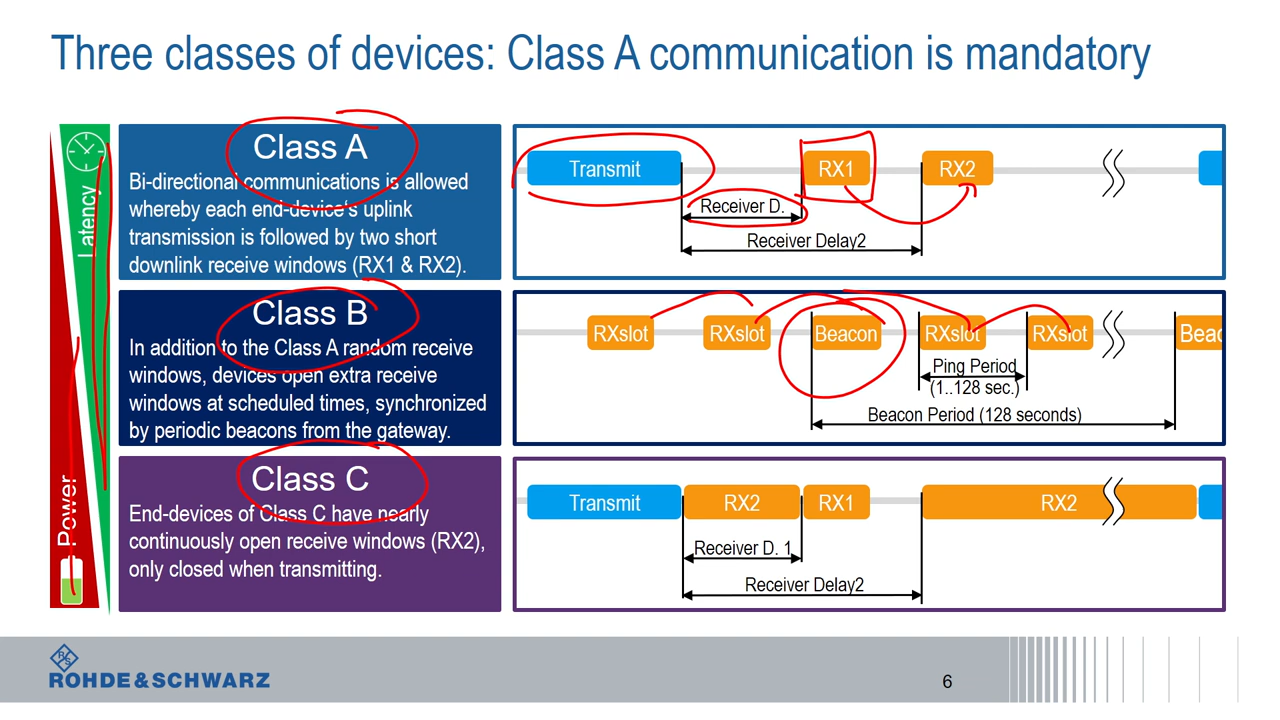 Three classes of devices: Class A communication is mandatory
Latency
Power
Class A
Bi-directional communications is allowed
whereby each end-device‘s uplink
transmission is followed by two short
downlink receive windows (RX1 & RX2).
Transmit
RX1
RX2
Receiver D.
Receiver Delay2
Class B
In addition to the Class A random receive
windows, devices open extra receive
windows at scheduled times, synchronized
by periodic beacons from the gateway.
RXslot
RXslot
Beacon
RXslot
RXslot
Beac
Ping Period
(1..128 sec.)
Beacon Period (128 seconds)
Class C
End-devices of Class C have nearly
continuously open receive windows (RX2),
only closed when transmitting.
Transmit
RX2
RX1
RX2
Receiver D. 1
Receiver Delay2
R S
ROHDE & SCHWARZ
6